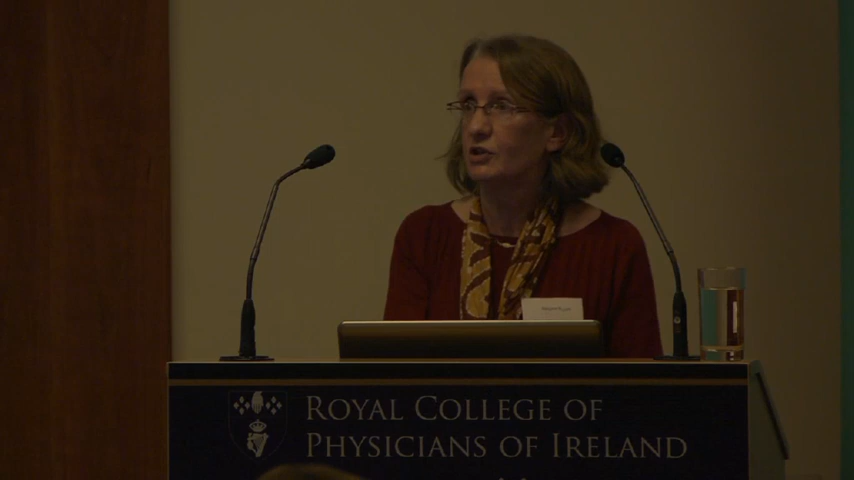 ROYAL COLLEGE OF
PHYSICIANS OF IRELAND